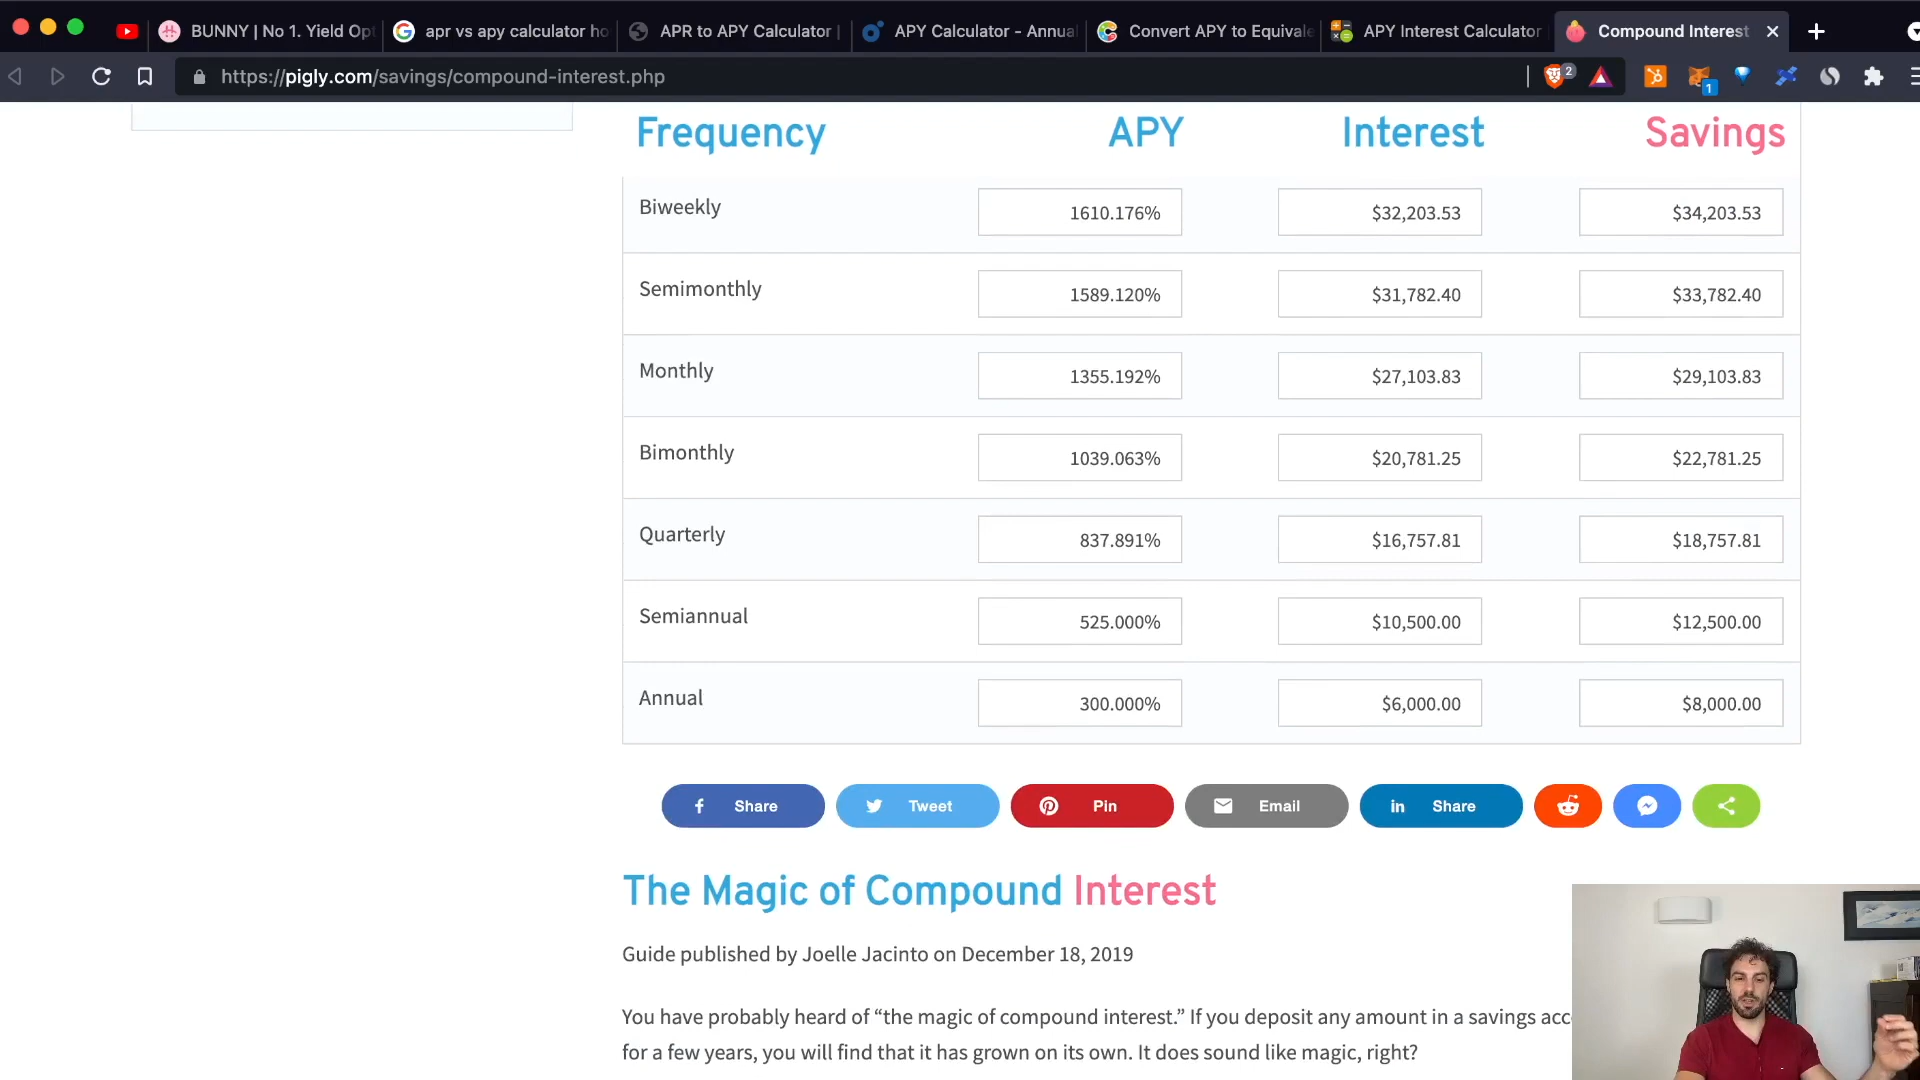 BUNNY | No 1. Yield Opt
apr vs apy calculator ho
APR to APY Calculator |
APY Calculator - Annual
Convert APY to Equivale
APY Interest Calculator
Compound Interest
https://pigly.com/savings/compound-interest.php
2
1
Frequency APY Interest Savings
Biweekly 1610.176% $32,203.53 $34,203.53
Semimonthly 1589.120% $31,782.40 $33,782.40
Monthly 1355.192% $27,103.83 $29,103.83
Bimonthly 1039.063% $20,781.25 $22,781.25
Quarterly 837.891% $16,757.81 $18,757.81
Semiannual 525.000% $10,500.00 $12,500.00
Annual 300.000% $6,000.00 $8,000.00
Share Tweet Pin Email Share
The Magic of Compound Interest
Guide published by Joelle Jacinto on December 18, 2019
You have probably heard of “the magic of compound interest.” If you deposit any amount in a savings acc
for a few years, you will find that it has grown on its own. It does sound like magic, right?